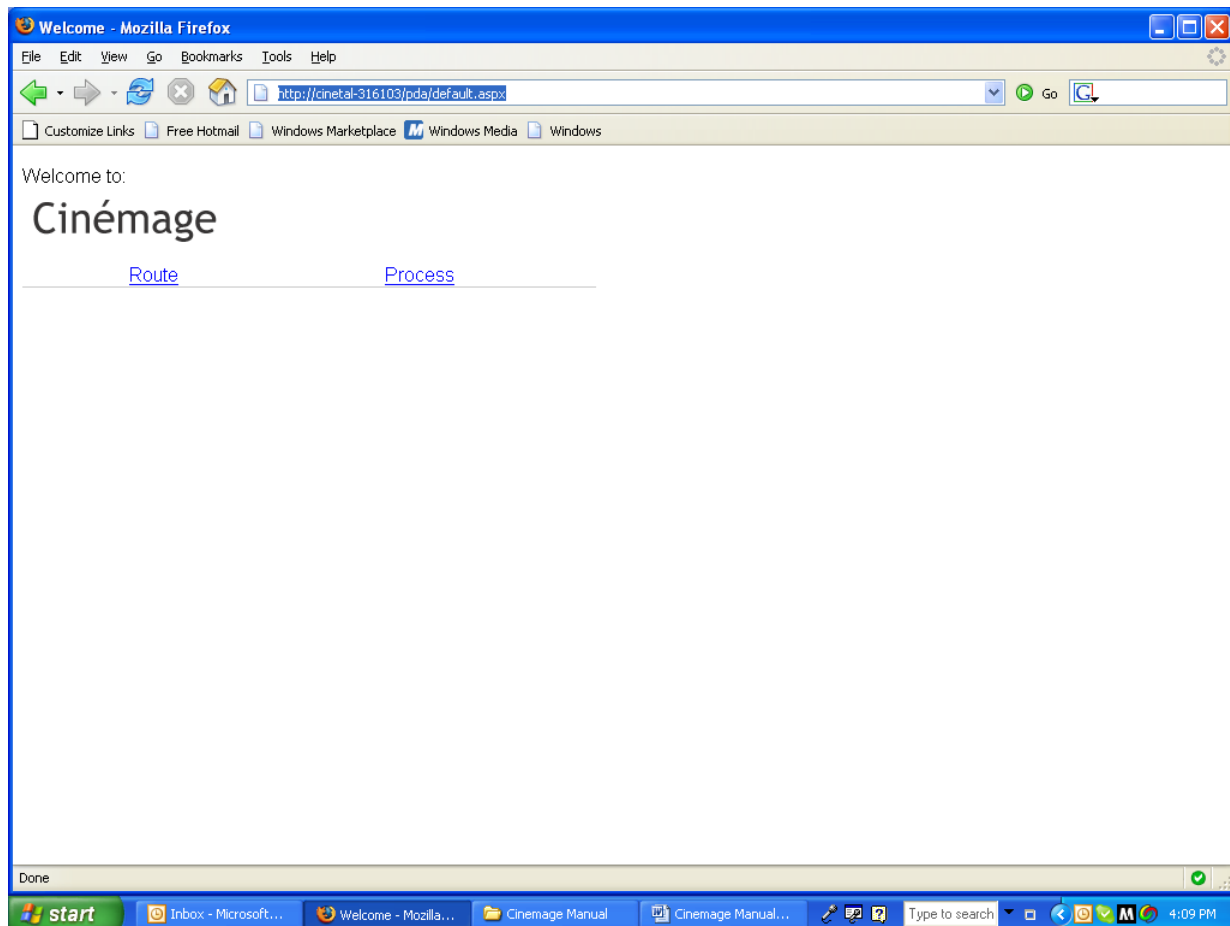 Welcome - Mozilla Firefox
File Edit View Go Bookmarks Tools Help
http://cinetal-316103/pda/default.aspx Go G
Customize Links Free Hotmail Windows Marketplace M Windows Media Windows
Welcome to:
Cinémage
Route Process
Done
start Inbox - Microsoft... Welcome - Mozilla... Cinemage Manual Cinemage Manual... Type to search M 4:09 PM